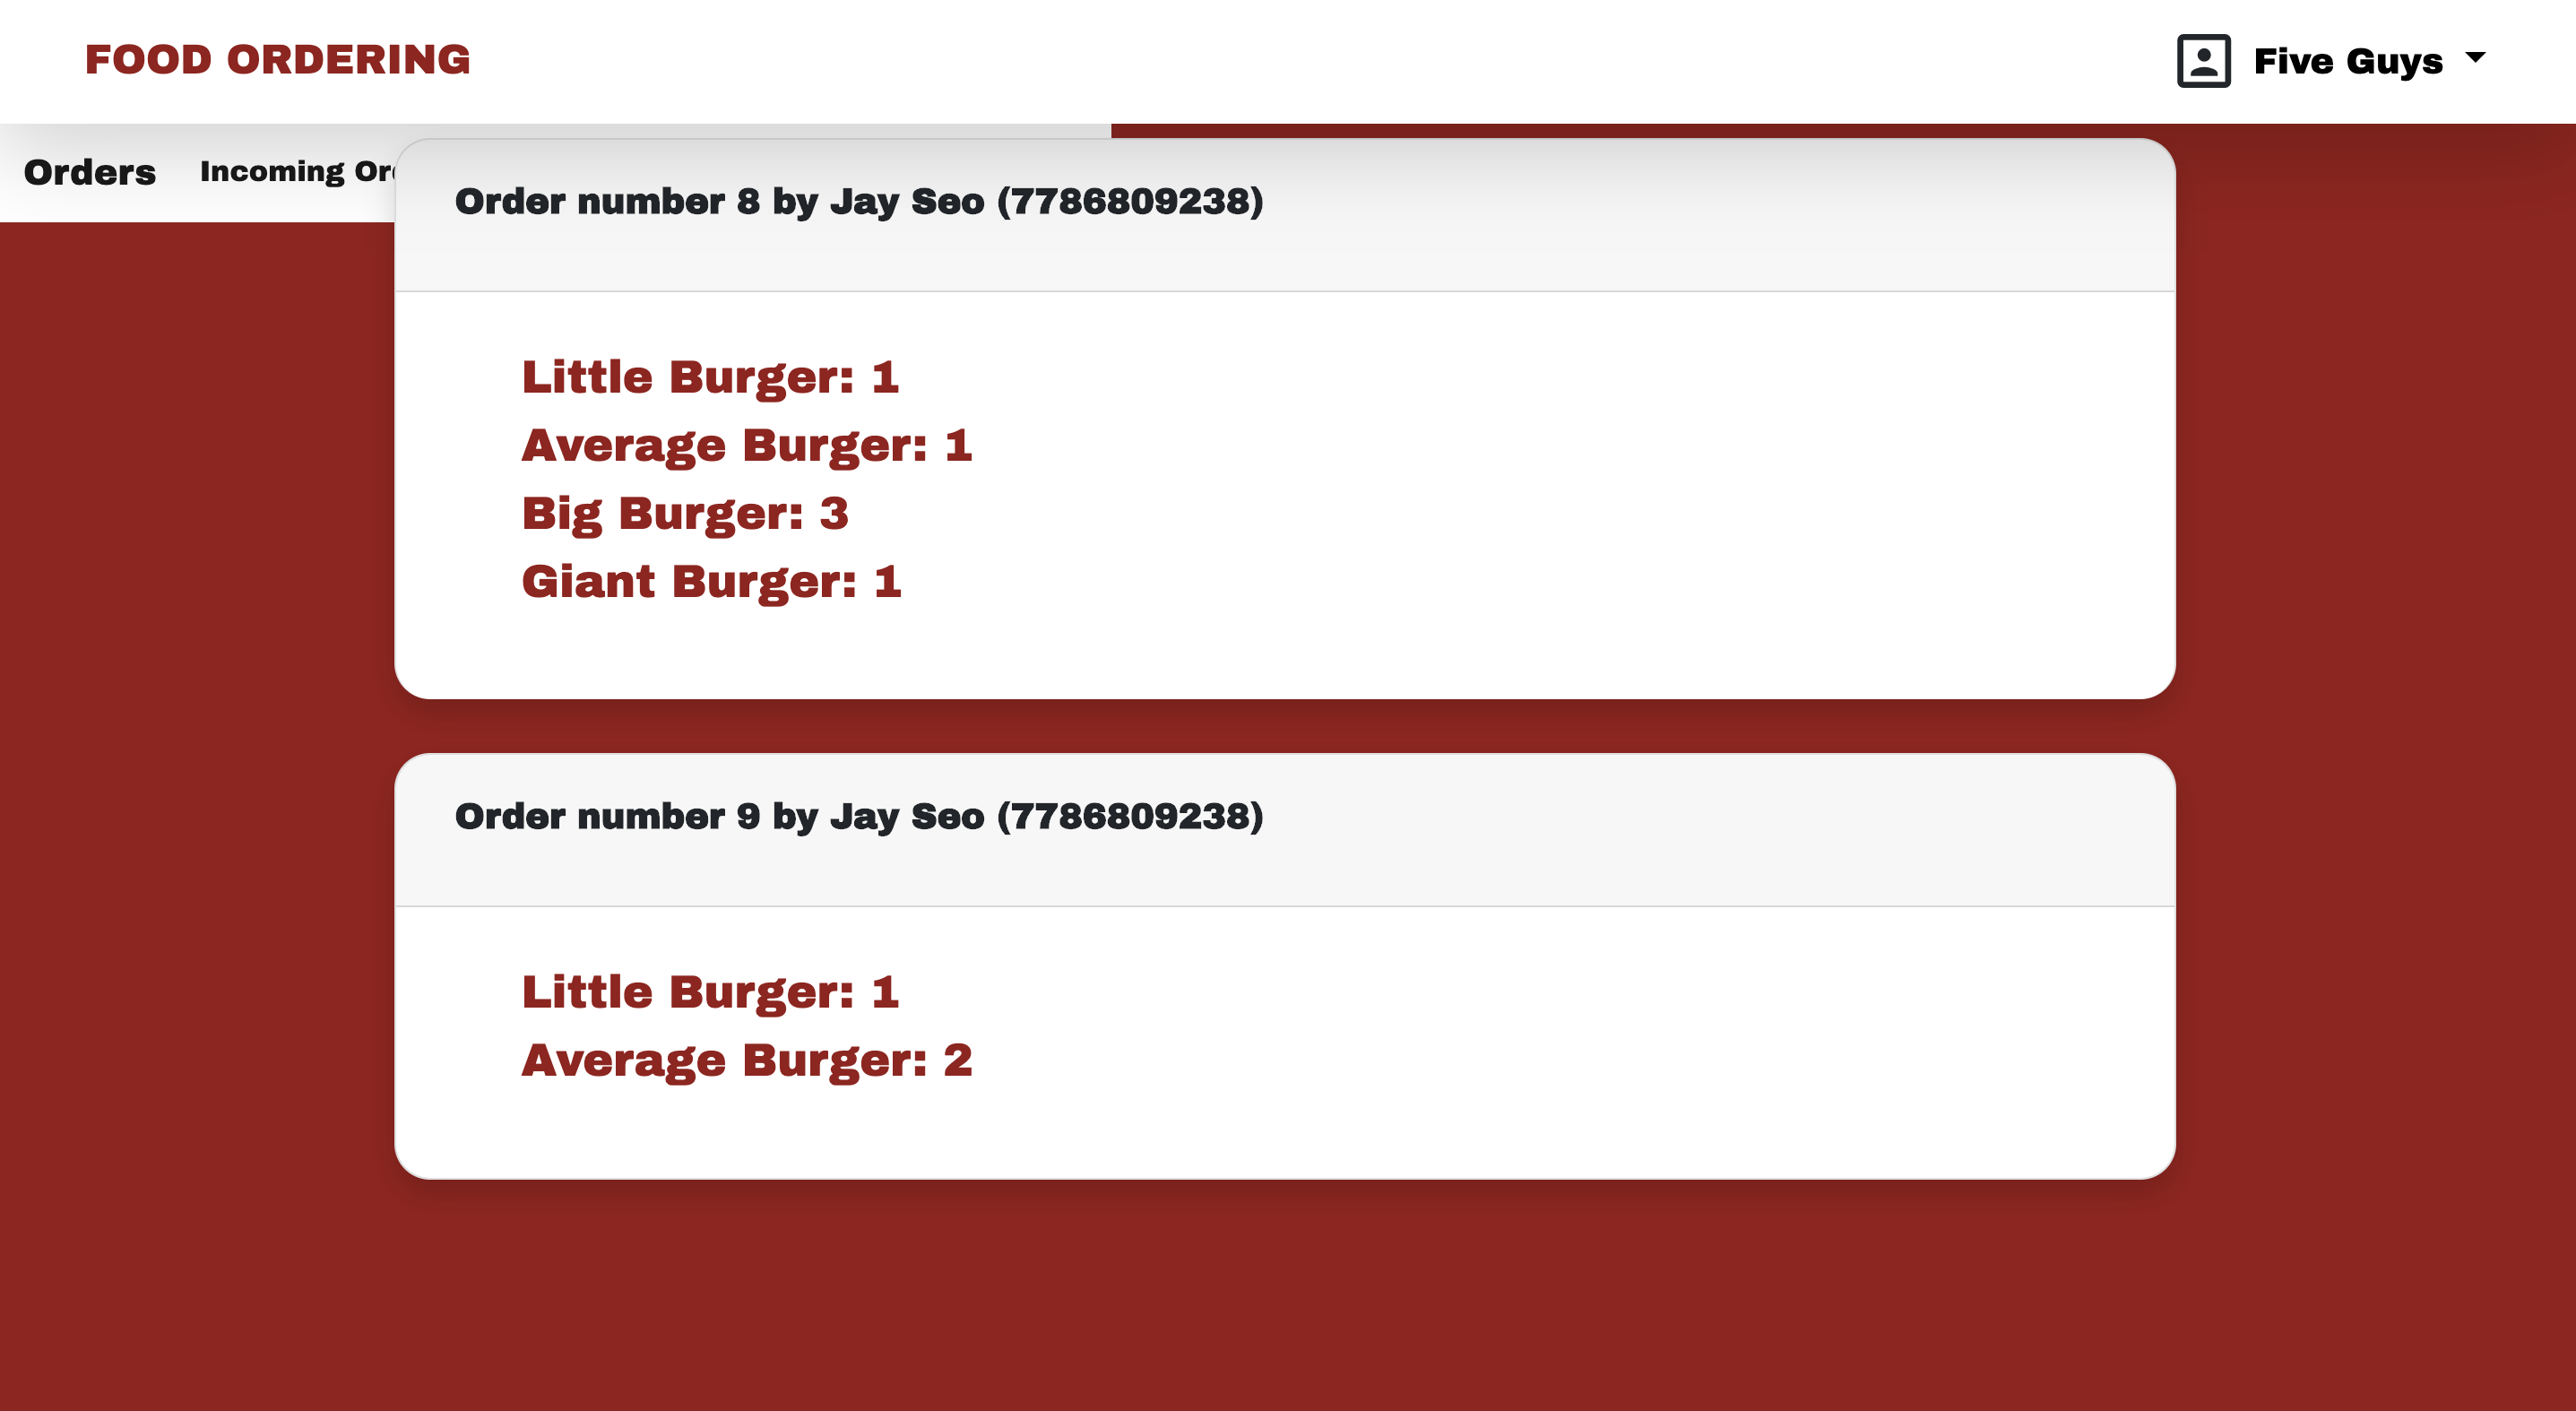 FOOD ORDERING
Five Guys
Orders Incoming
Order number 8 by Jay Seo (7786809238)
Little Burger: 1
Average Burger: 1
Big Burger: 3
Giant Burger: 1
Order number 9 by Jay Seo (7786809238)
Little Burger: 1
Average Burger: 2